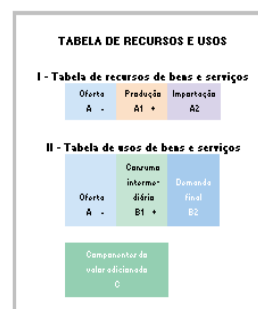 TABELA DE RECURSOS E USOS
I - Tabela de recursos de bens e serviços
Oferta Produção Importação
A - A1 + A2
II - Tabela de usos de bens e serviços
Consumo
interme- Demanda
Oferta diário final
A - B1 + B2
Componentes do
valor adicionado
C